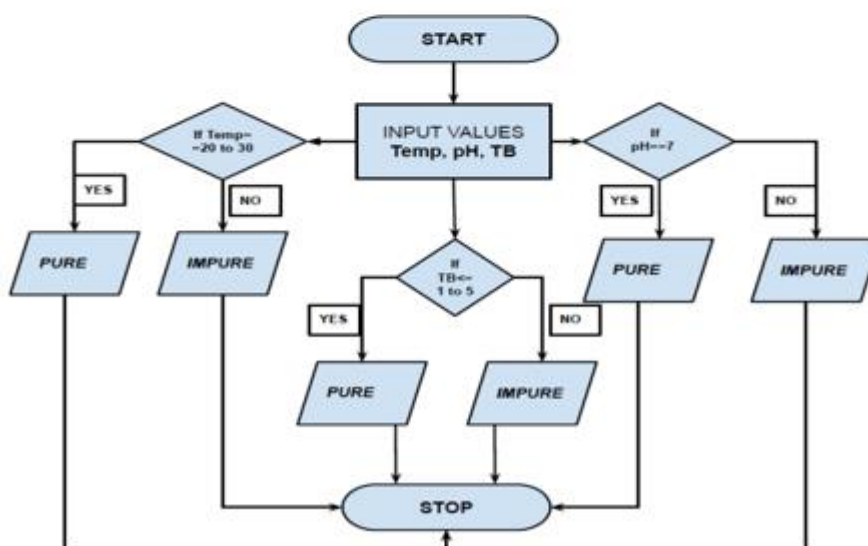 START
INPUT VALUES
Temp, pH, TB
If Temp=
=20 to 30
If
pH==7
YES
NO
YES
NO
PURE
IMPURE
If
TB<=
1 to 5
PURE
IMPURE
YES
NO
PURE
IMPURE
STOP